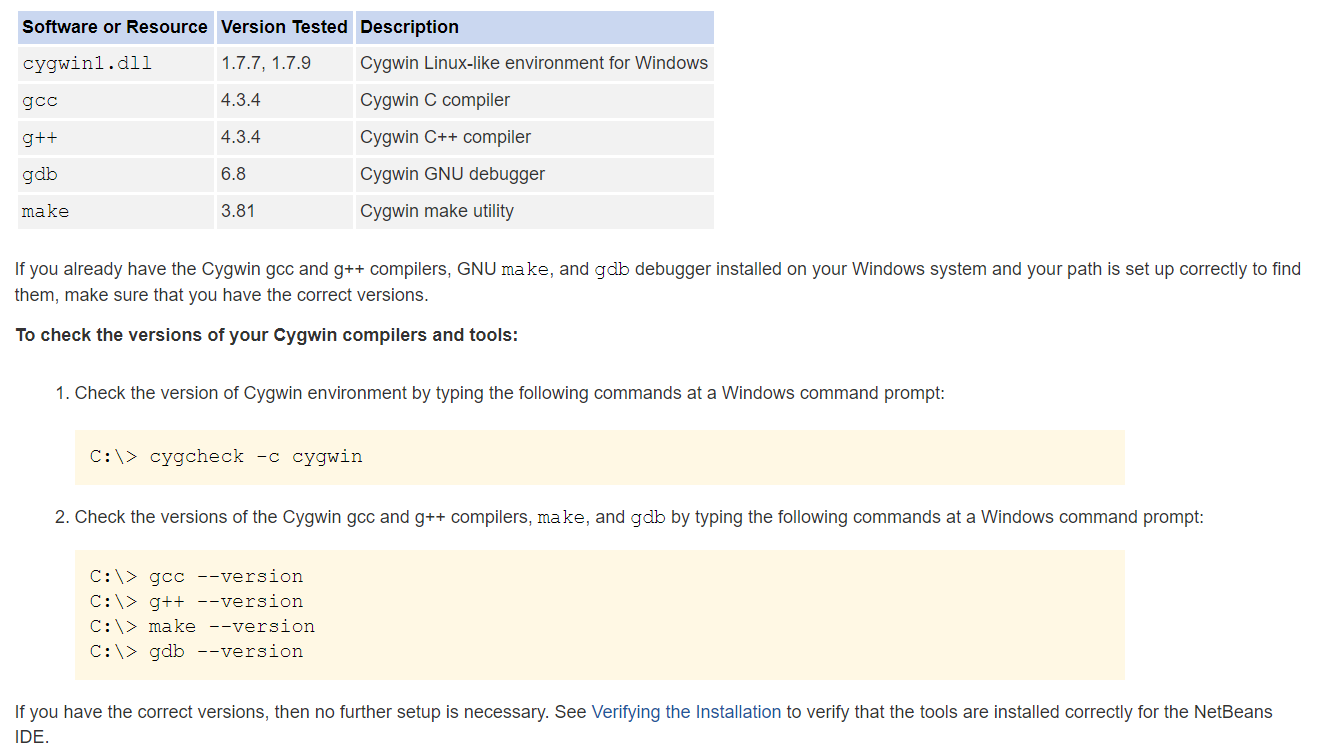 Software or Resource Version Tested Description
cygwin1.dll 1.7.7, 1.7.9 Cygwin Linux-like environment for Windows
gcc 4.3.4 Cygwin C compiler
g++ 4.3.4 Cygwin C++ compiler
gdb 6.8 Cygwin GNU debugger
make 3.81 Cygwin make utility
If you already have the Cygwin gcc and g++ compilers, GNU make, and gdb debugger installed on your Windows system and your path is set up correctly to find
them, make sure that you have the correct versions.
To check the versions of your Cygwin compilers and tools:
1. Check the version of Cygwin environment by typing the following commands at a Windows command prompt:
C:\> cygcheck -c cygwin
2. Check the versions of the Cygwin gcc and g++ compilers, make, and gdb by typing the following commands at a Windows command prompt:
C:\> gcc --version
C:\> g++ --version
C:\> make --version
C:\> gdb --version
If you have the correct versions, then no further setup is necessary. See Verifying the Installation to verify that the tools are installed correctly for the NetBeans
IDE.